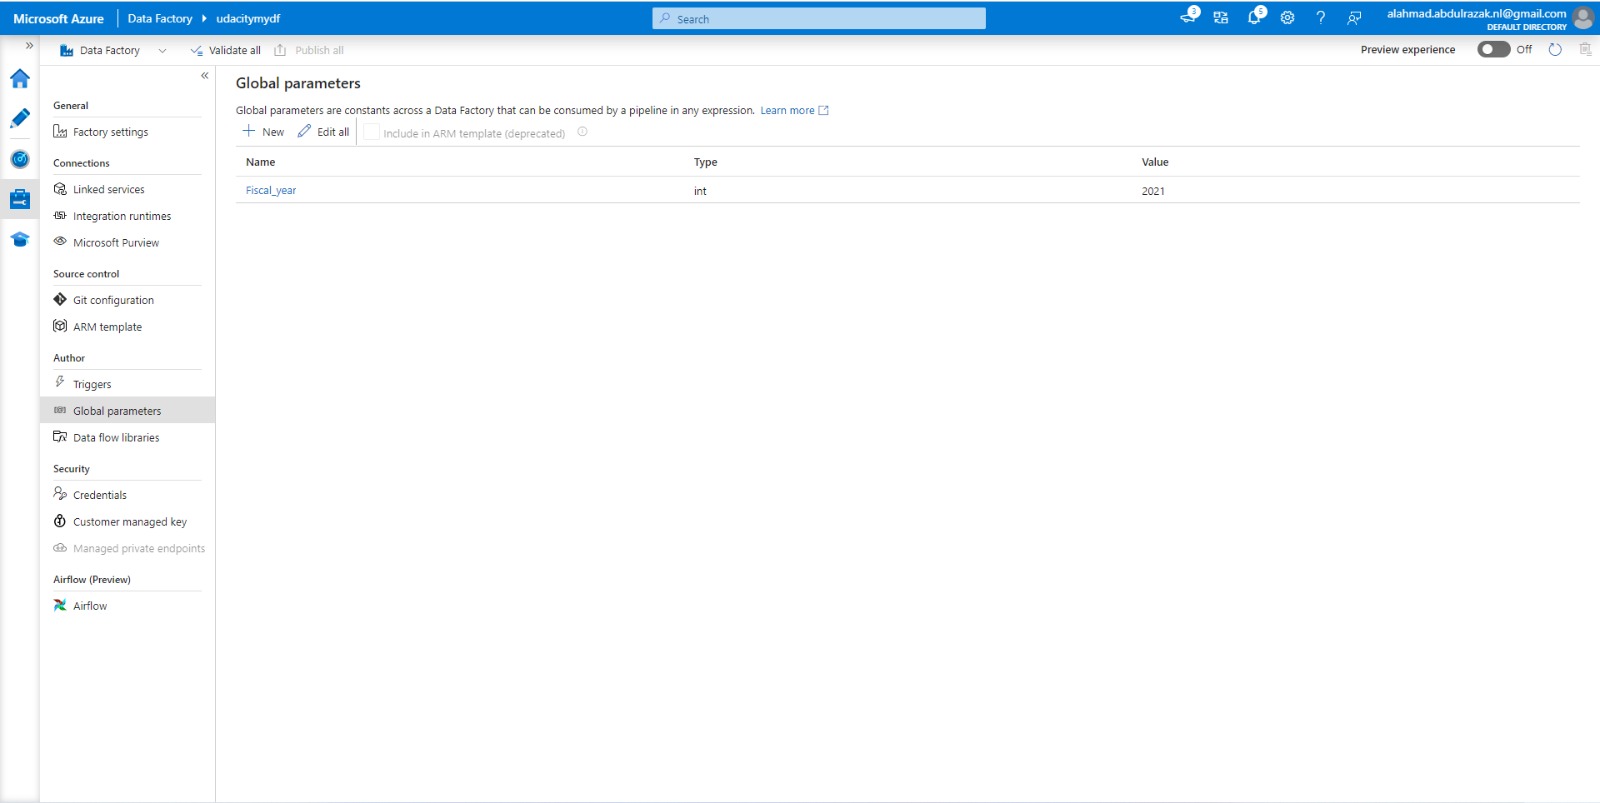 Microsoft Azure Data Factory udacitymydf Search 3 5 ? alahmad.abdulrazak.nl@gmail.com
DEFAULT DIRECTORY
Data Factory Validate all Publish all Preview experience Off
General
Factory settings
Connections
Linked services
Integration runtimes
Microsoft Purview
Source control
Git configuration
ARM template
Author
Triggers
Global parameters
Data flow libraries
Security
Credentials
Customer managed key
Managed private endpoints
Airflow (Preview)
Airflow
Global parameters
Global parameters are constants across a Data Factory that can be consumed by a pipeline in any expression. Learn more
New Edit all Include in ARM template (deprecated)
Name Type Value
Fiscal_year int 2021